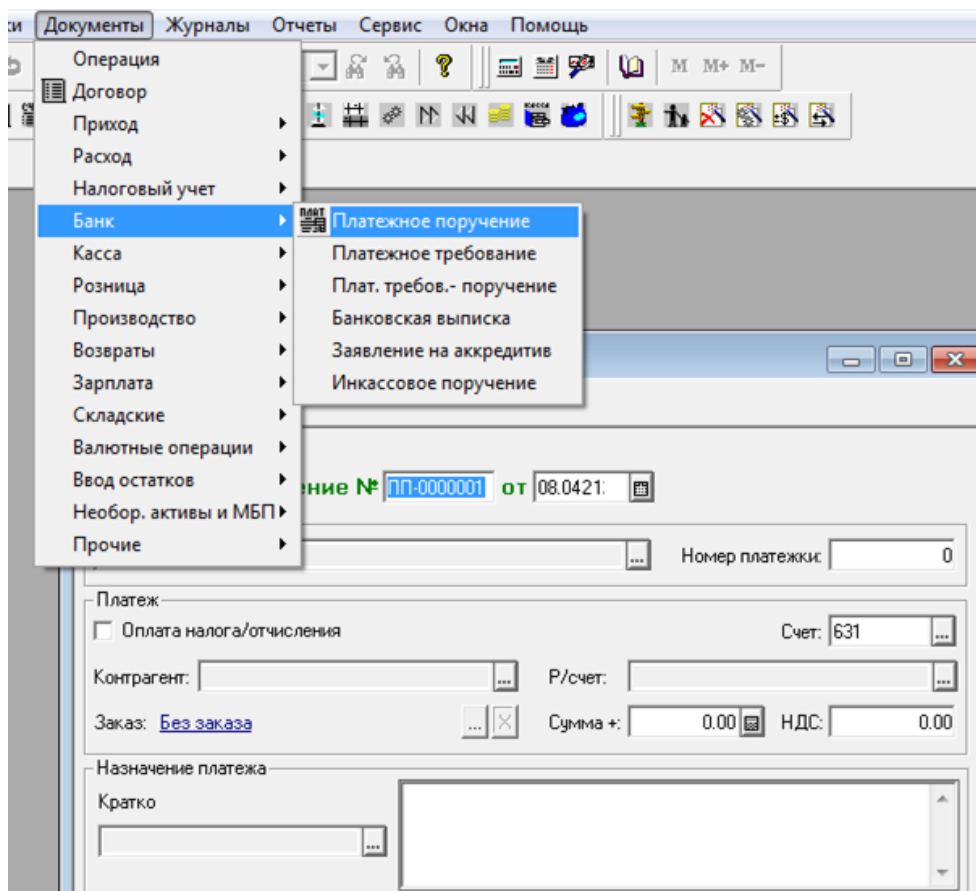 ки Документы Журналы Отчеты Сервис Окна Помощь
M M+ M-
Операция
Договор
Приход
Расход
Налоговый учет
Банк
Касса
Розница
Производство
Возвраты
Зарплата
Складские
Валютные операции
Ввод остатков
Необор. активы и МБП
Прочие
Платежное поручение
Платежное требование
Плат. требов.- поручение
Банковская выписка
Заявление на аккредитив
Инкассовое поручение
ние № ПП-0000001 от 08.0421:
... Номер платежки: 0
Платеж
Оплата налога/отчисления Счет: 631 ...
Контрагент: ... Р/счет: ...
Заказ: Без заказа ... Сумма +: 0.00 НДС: 0.00
Назначение платежа
Кратко
...